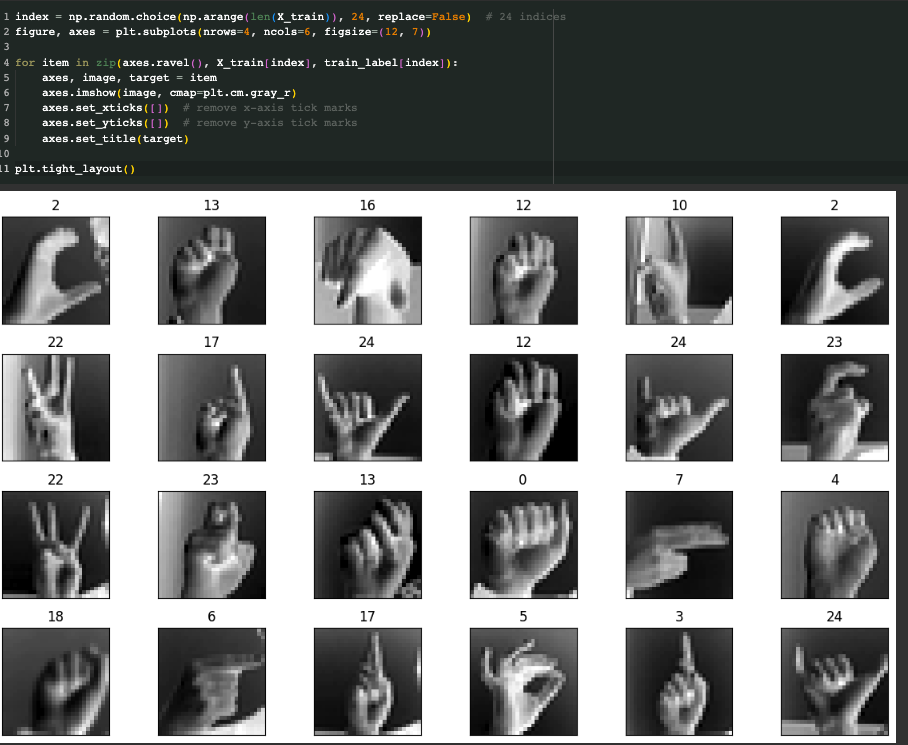 1 index = np.random.choice(np.arange(len(X_train)), 24, replace=False)  # 24 indices
2 figure, axes = plt.subplots(nrows=4, ncols=6, figsize=(12, 7))
3
4 for item in zip(axes.ravel(), X_train[index], train_label[index]):
5     axes, image, target = item
6     axes.imshow(image, cmap=plt.cm.gray_r)
7     axes.set_xticks([])  # remove x-axis tick marks
8     axes.set_yticks([])  # remove y-axis tick marks
9     axes.set_title(target)
10
11 plt.tight_layout()
2 13 16 12 10 2
22 17 24 12 24 23
22 23 13 0 7 4
18 6 17 5 3 24